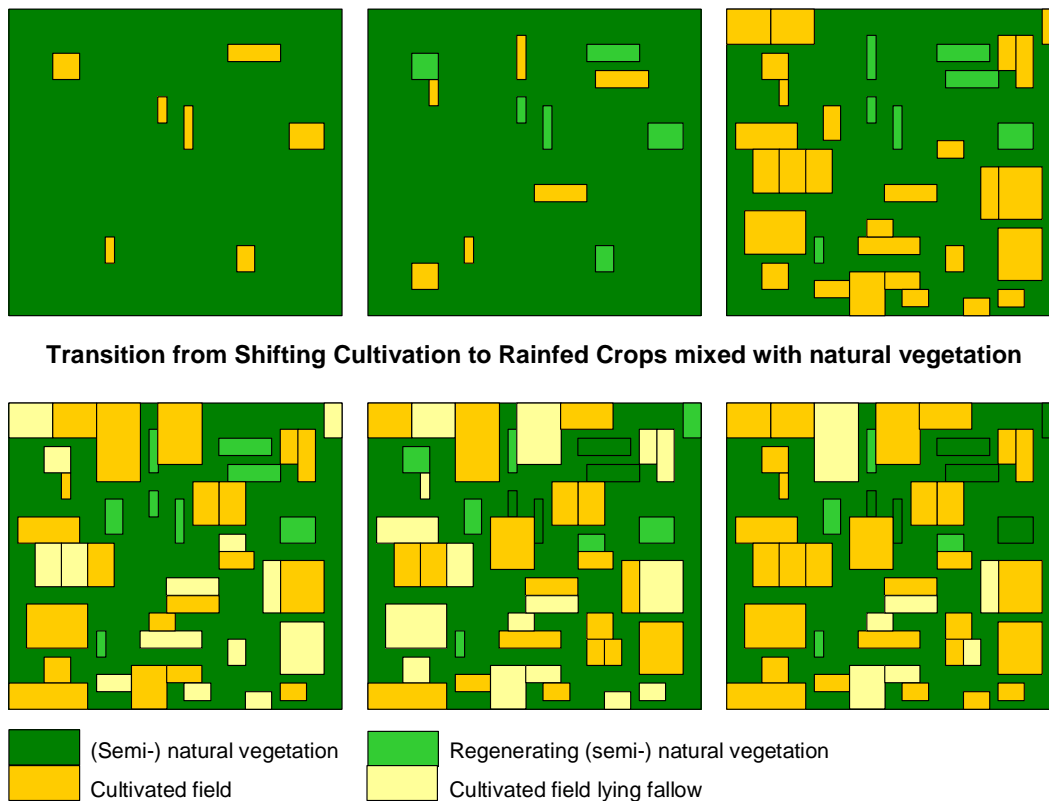 Transition from Shifting Cultivation to Rainfed Crops mixed with natural vegetation
(Semi-) natural vegetation
Regenerating (semi-) natural vegetation
Cultivated field
Cultivated field lying fallow